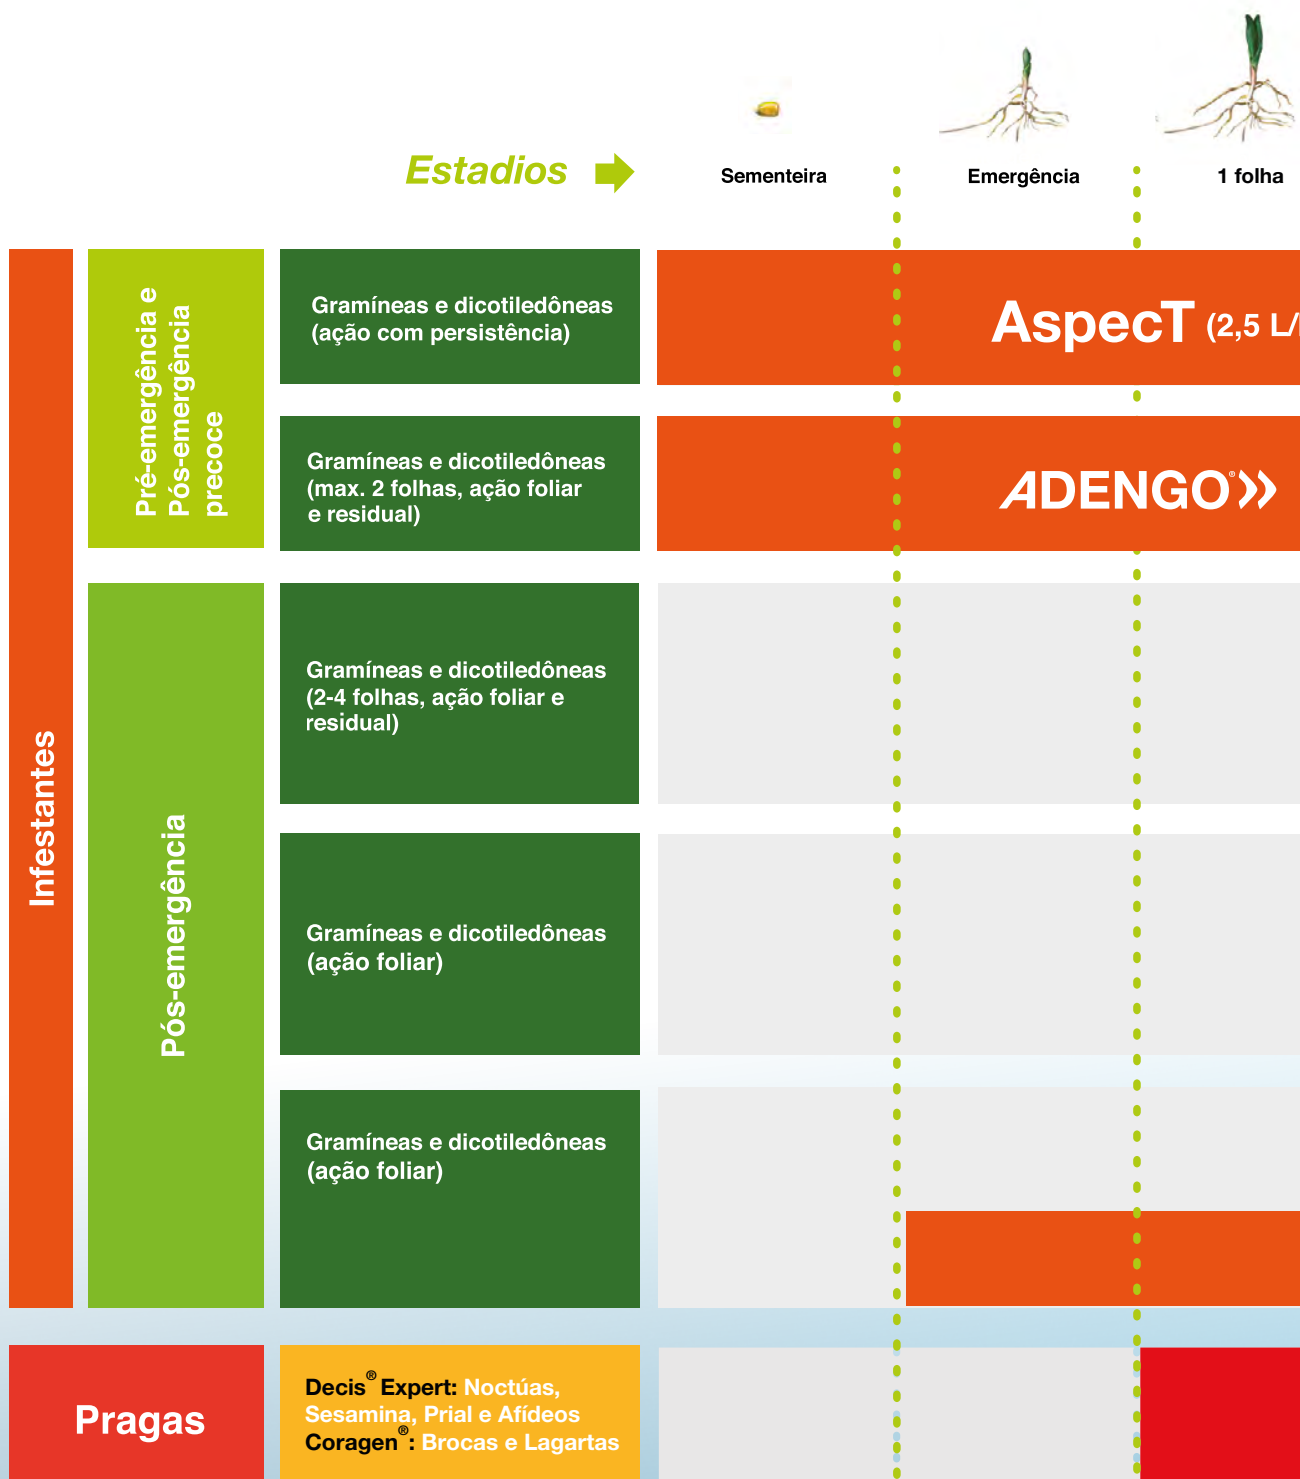 Estadios
Sementeira
Emergência
1 folha
Infestantes
Pré-emergência e
Pós-emergência
precoce
Gramíneas e dicotiledôneas
(ação com persistência)
AspecT (2,5 L/
Gramíneas e dicotiledôneas
(max. 2 folhas, ação foliar
e residual)
ADENGO®
Pós-emergência
Gramíneas e dicotiledôneas
(2-4 folhas, ação foliar e
residual)
Gramíneas e dicotiledôneas
(ação foliar)
Gramíneas e dicotiledôneas
(ação foliar)
Pragas
Decis® Expert: Noctúas,
Sesamina, Prial e Afídeos
Coragen®: Brocas e Lagartas